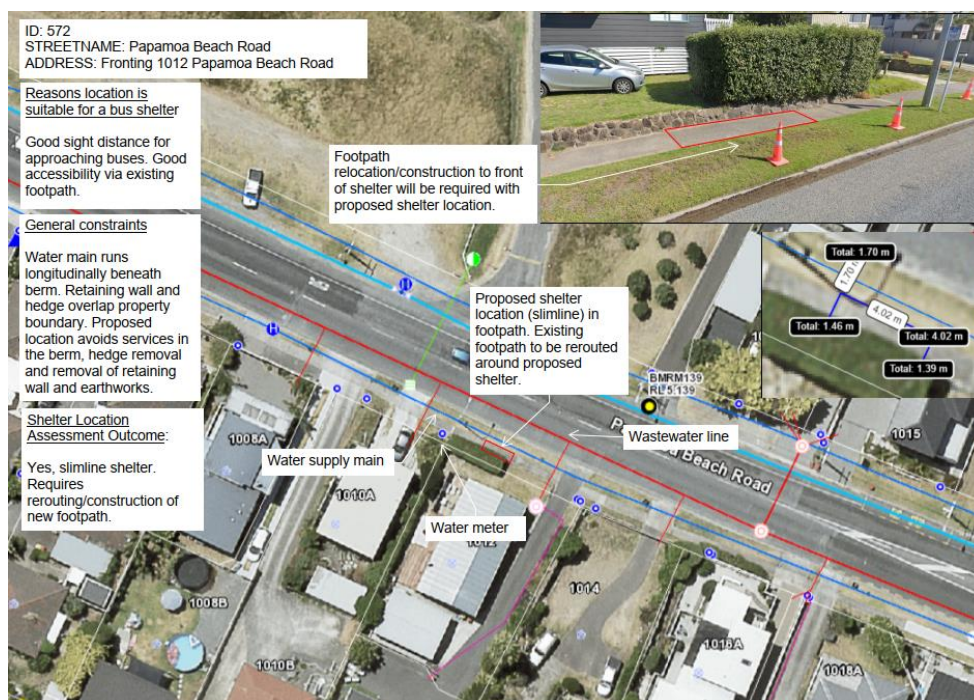 ID: 572
STREETNAME: Papamoa Beach Road
ADDRESS: Fronting 1012 Papamoa Beach Road
Reasons location is
suitable for a bus shelter
Good sight distance for
approaching buses. Good
accessibility via existing
footpath.
General constraints
Water main runs
longitudinally beneath
berm. Retaining wall and
hedge overlap property
boundary. Proposed
location avoids services in
the berm, hedge removal
and removal of retaining
wall and earthworks.
Shelter Location
Assessment Outcome:
Yes, slimline shelter.
Requires
rerouting/construction of
new footpath.
Footpath
relocation/construction to
front of shelter will be
required with
proposed shelter location.
Total: 1.70 m
1.70 m
4.02 m
Total: 1.46 m
Total: 4.02 m
Total: 1.39 m
Proposed shelter
location (slimline) in
footpath. Existing
footpath to be rerouted
around proposed
shelter.
H
H
BMRM139
RL 5.139
Wastewater line
Beach Road
Water supply main
Water meter
1008A
1010A
1012
1014
1015
1008B
1010B
1016A
1018A